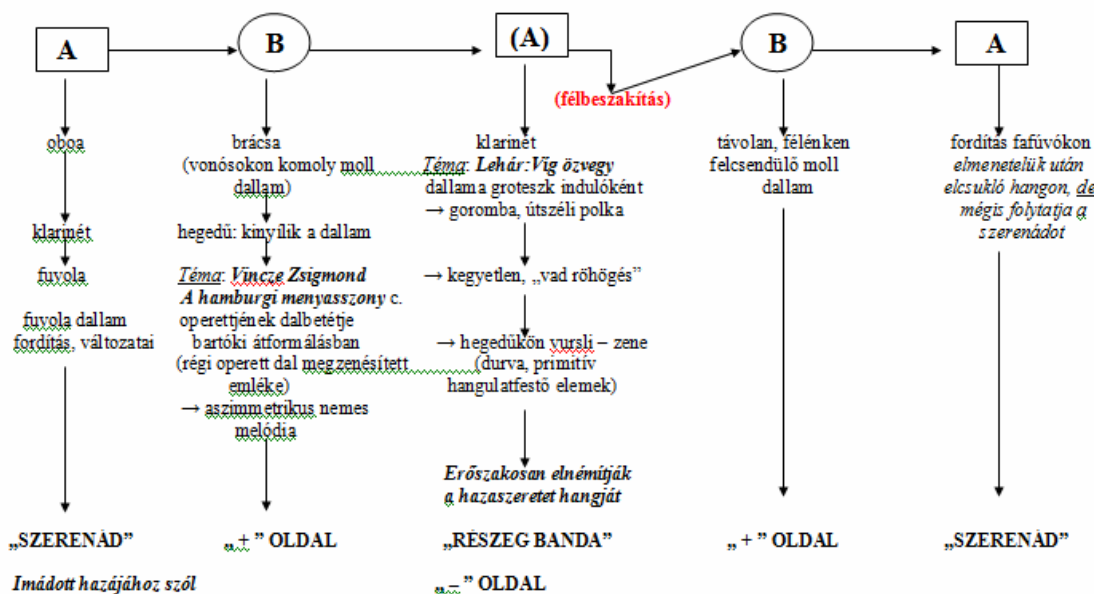 A
B
(A)
B
A
(félbeszakítás)
oboa
klarinét
fuvola
fuvola dallam
fordítás, változatai
„SZERENÁD”
Imádott hazájához szól
brácsa
(vonósokon komoly moll
dallam)
hegedű: kinyílik a dallam
Téma: Vincze Zsigmond
A hamburgi menyasszony c.
operettjének dalbetétje
bartóki átformálásban
(régi operett dal megzenésített
emléke)
→ aszimmetrikus nemes
melódia
„ + ” OLDAL
klarinét
Téma: Lehár: Víg özvegy
dallama groteszk indulóként
→ goromba, útszéli polka
→ kegyetlen, „vad röhögés”
→ hegedűkön vursli – zene
(durva, primitív
hangulatfestő elemek)
Erőszakosan elnémítják
a hazaszeretet hangját
„RÉSZEG BANDA”
„ – ” OLDAL
távolan, félénken
felcsendülő moll
dallam
„ + ” OLDAL
fordítás fafúvókon
elmenetelük után
elcsukló hangon, de
mégis folytatja a
szerenádot
„SZERENÁD”